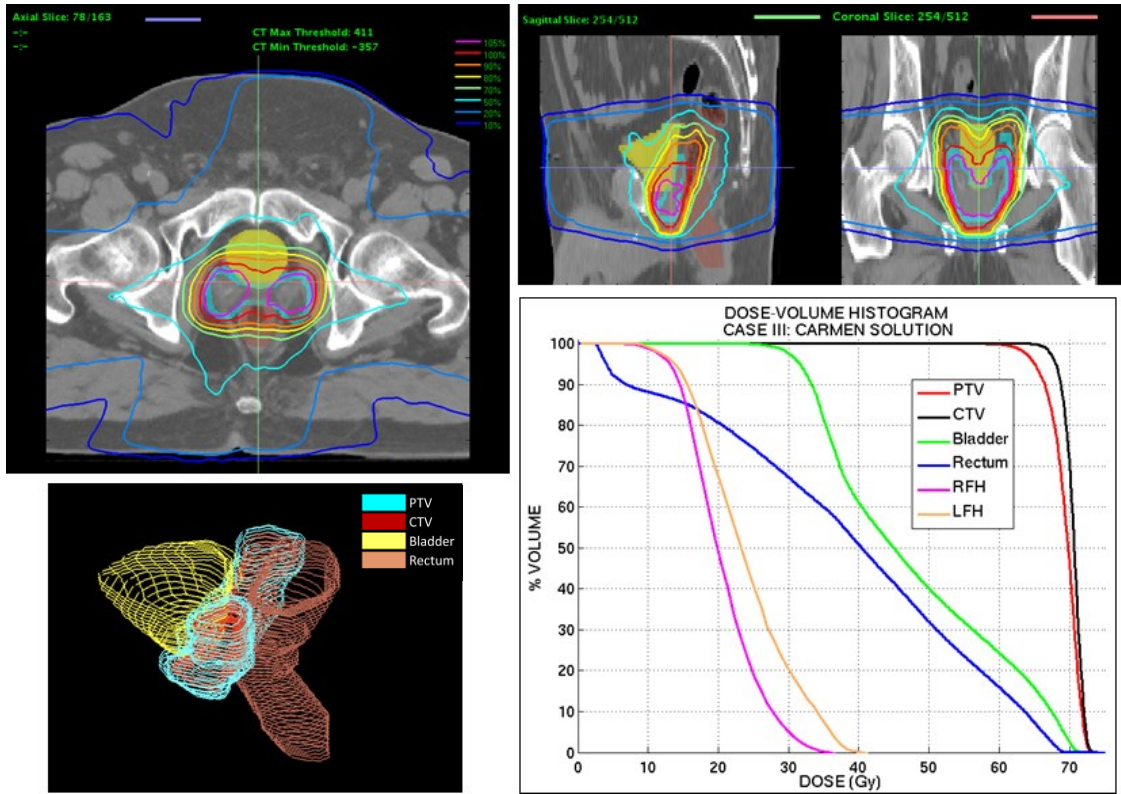 Axial Slice: 78/163
-:-
-:-
CT Max Threshold: 411
CT Min Threshold: -357
105%
100%
90%
80%
70%
50%
20%
10%
Sagittal Slice: 254/512
Coronal Slice: 254/512
PTV
CTV
Bladder
Rectum
DOSE-VOLUME HISTOGRAM
CASE III: CARMEN SOLUTION
% VOLUME
100
90
80
70
60
50
40
30
20
10
0
PTV
CTV
Bladder
Rectum
RFH
LFH
0 10 20 30 40 50 60 70
DOSE (Gy)